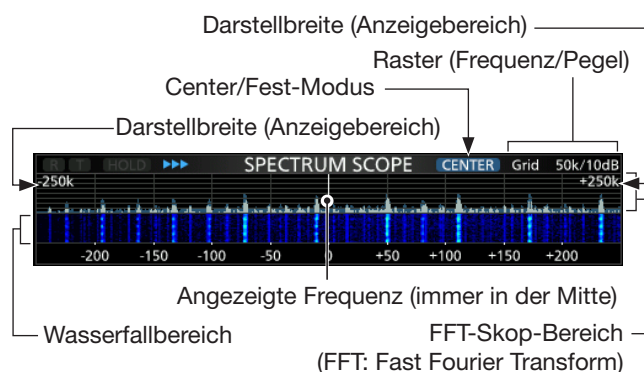 Darstellbreite (Anzeigebereich)
Raster (Frequenz/Pegel)
Center/Fest-Modus
Darstellbreite (Anzeigebereich)
R T HOLD SPECTRUM SCOPE CENTER Grid 50k/10dB
-250k +250k
-200 -150 -100 -50 0 +50 +100 +150 +200
Angezeigte Frequenz (immer in der Mitte)
Wasserfallbereich
FFT-Skop-Bereich
(FFT: Fast Fourier Transform)